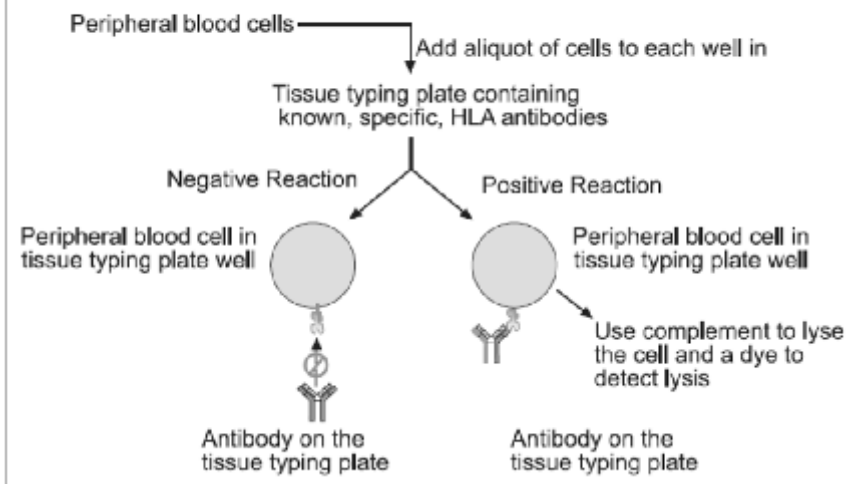 Peripheral blood cells
Add aliquot of cells to each well in
Tissue typing plate containing
known, specific, HLA antibodies
Negative Reaction
Positive Reaction
Peripheral blood cell in
tissue typing plate well
Peripheral blood cell in
tissue typing plate well
Use complement to lyse
the cell and a dye to
detect lysis
Antibody on the
tissue typing plate
Antibody on the
tissue typing plate